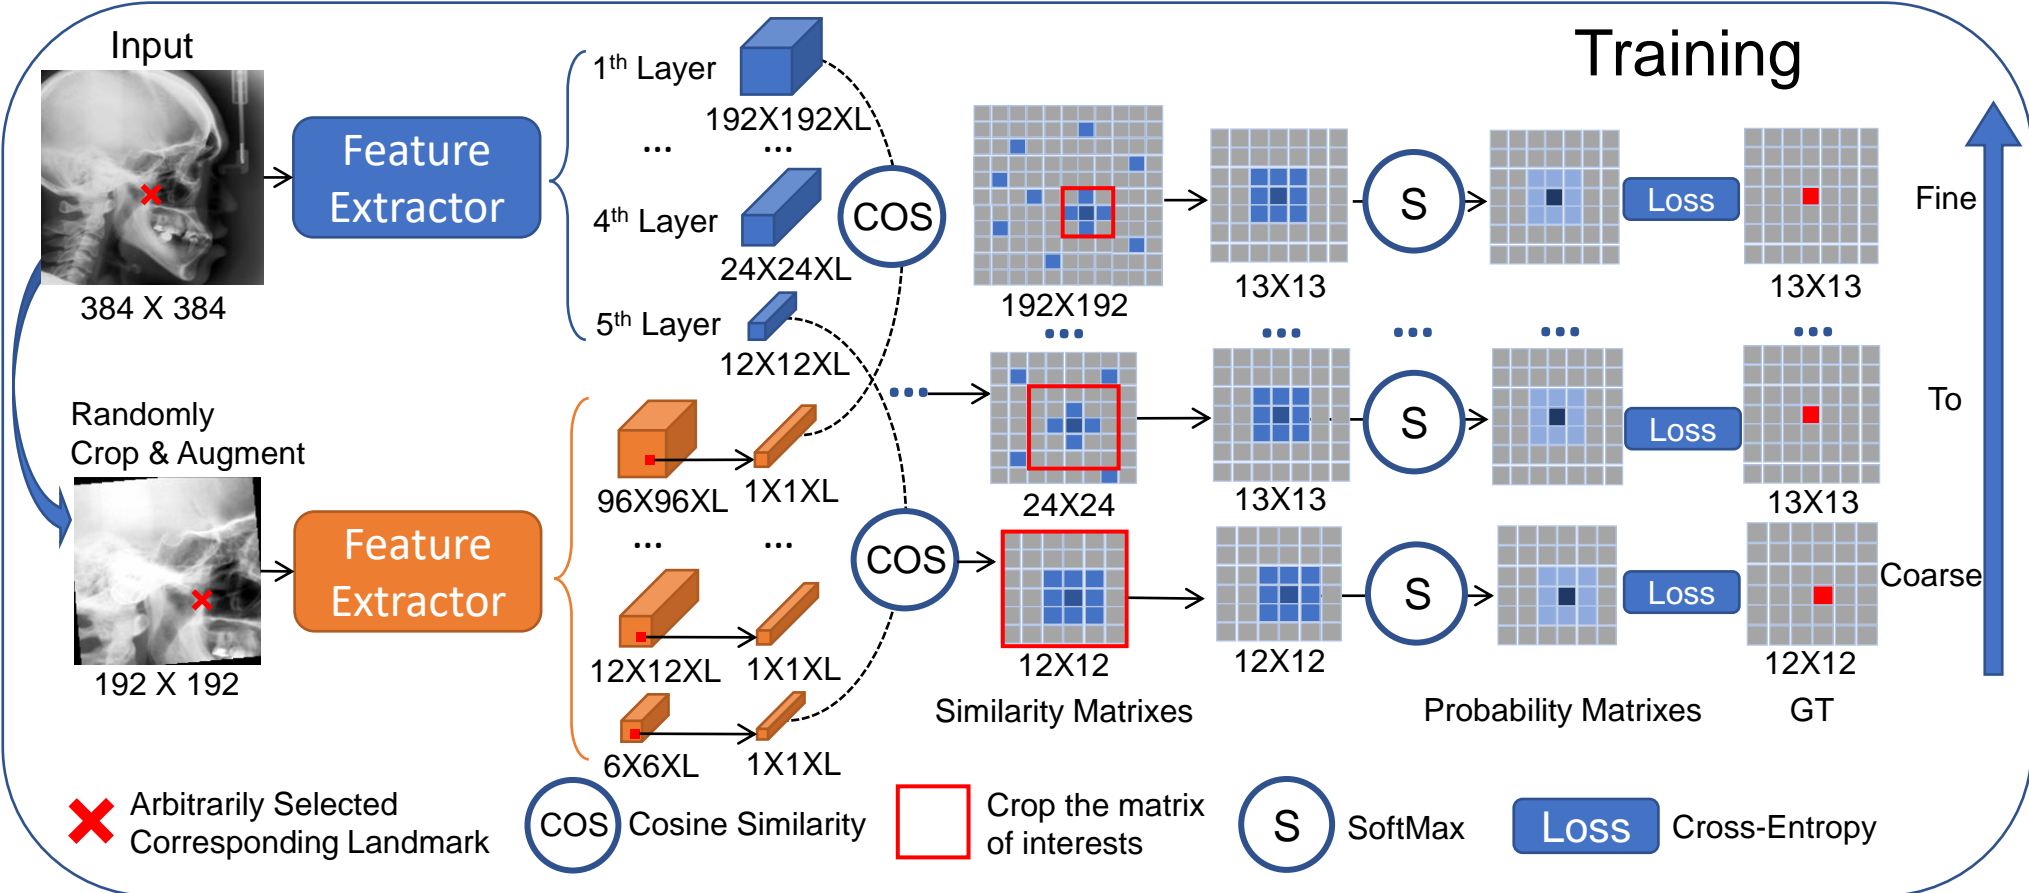 Training
Input
384 X 384
Feature
Extractor
1th Layer
192X192XL
...
...
4th Layer
24X24XL
5th Layer
12X12XL
COS
192X192
13X13
S
Loss
13X13
Fine
...
...
...
...
...
...
24X24
13X13
S
Loss
13X13
To
Randomly
Crop & Augment
192 X 192
Feature
Extractor
96X96XL
1X1XL
...
...
12X12XL
1X1XL
6X6XL
1X1XL
COS
12X12
12X12
S
Loss
12X12
Coarse
Similarity Matrixes
Probability Matrixes
GT
Arbitrarily Selected
Corresponding Landmark
COS
Cosine Similarity
Crop the matrix
of interests
S
SoftMax
Loss
Cross-Entropy